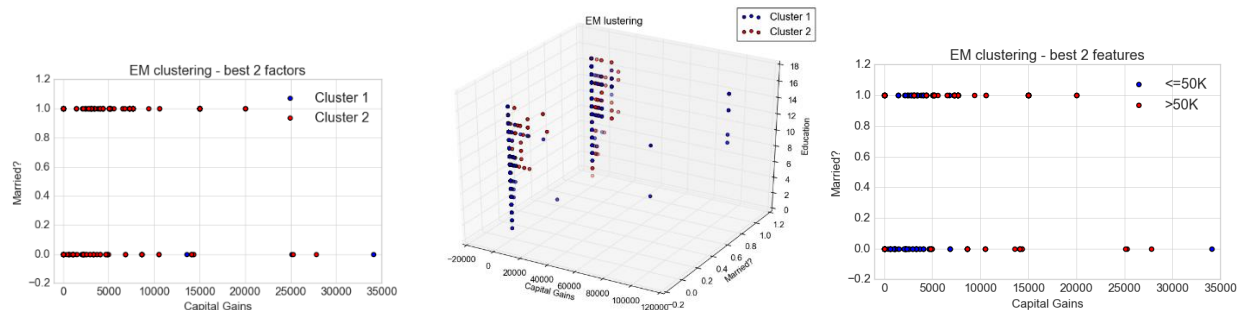 EM clustering - best 2 factors
Cluster 1
Cluster 2
1.2
1.0
0.8
0.6
0.4
0.2
0.0
−0.2
Married?
0 5000 10000 15000 20000 25000 30000 35000
Capital Gains
EM lustering
Cluster 1
Cluster 2
18
16
14
12
10
8
6
4
2
0
Education
−20000 0 20000 40000 60000 80000 100000 120000
Capital Gains
−0.2 0.0 0.2 0.4 0.6 0.8 1.0 1.2
Married?
EM clustering - best 2 features
<=50K
>50K
1.2
1.0
0.8
0.6
0.4
0.2
0.0
−0.2
Married?
0 5000 10000 15000 20000 25000 30000 35000
Capital Gains